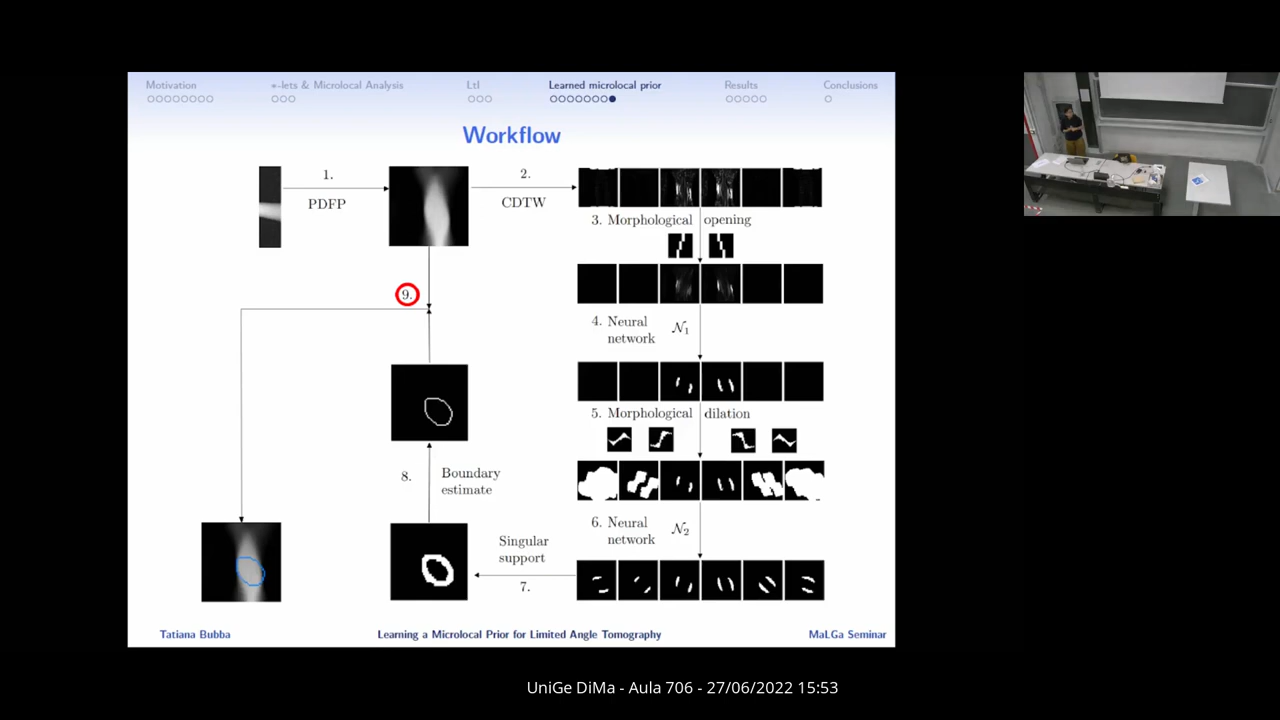 Motivation
*-lets & Microlocal Analysis
Ltl
Learned microlocal prior
Results
Conclusions
Workflow
1.
PDFP
2.
CDTW
3. Morphological opening
9.
4. Neural network
N₁
5. Morphological dilation
8.
Boundary estimate
6. Neural network
N₂
Singular support
7.
Tatiana Bubba
Learning a Microlocal Prior for Limited Angle Tomography
MaLGa Seminar
UniGe DiMa - Aula 706 - 27/06/2022 15:53